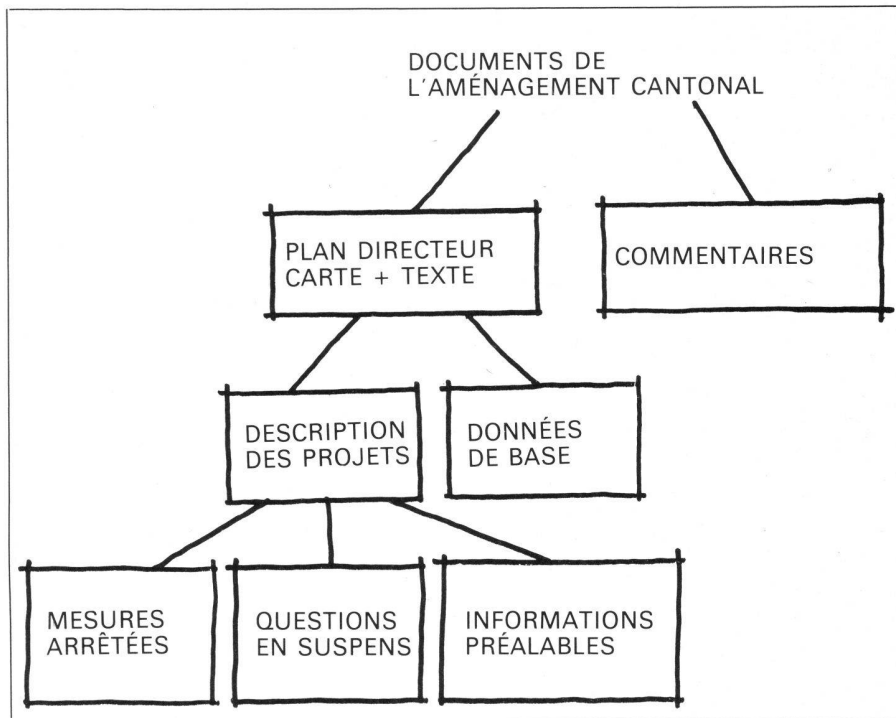 DOCUMENTS DE
L'AMÉNAGEMENT CANTONAL
PLAN DIRECTEUR
CARTE + TEXTE
COMMENTAIRES
DESCRIPTION
DES PROJETS
DONNÉES
DE BASE
MESURES
ARRÊTÉES
QUESTIONS
EN SUSPENS
INFORMATIONS
PRÉALABLES